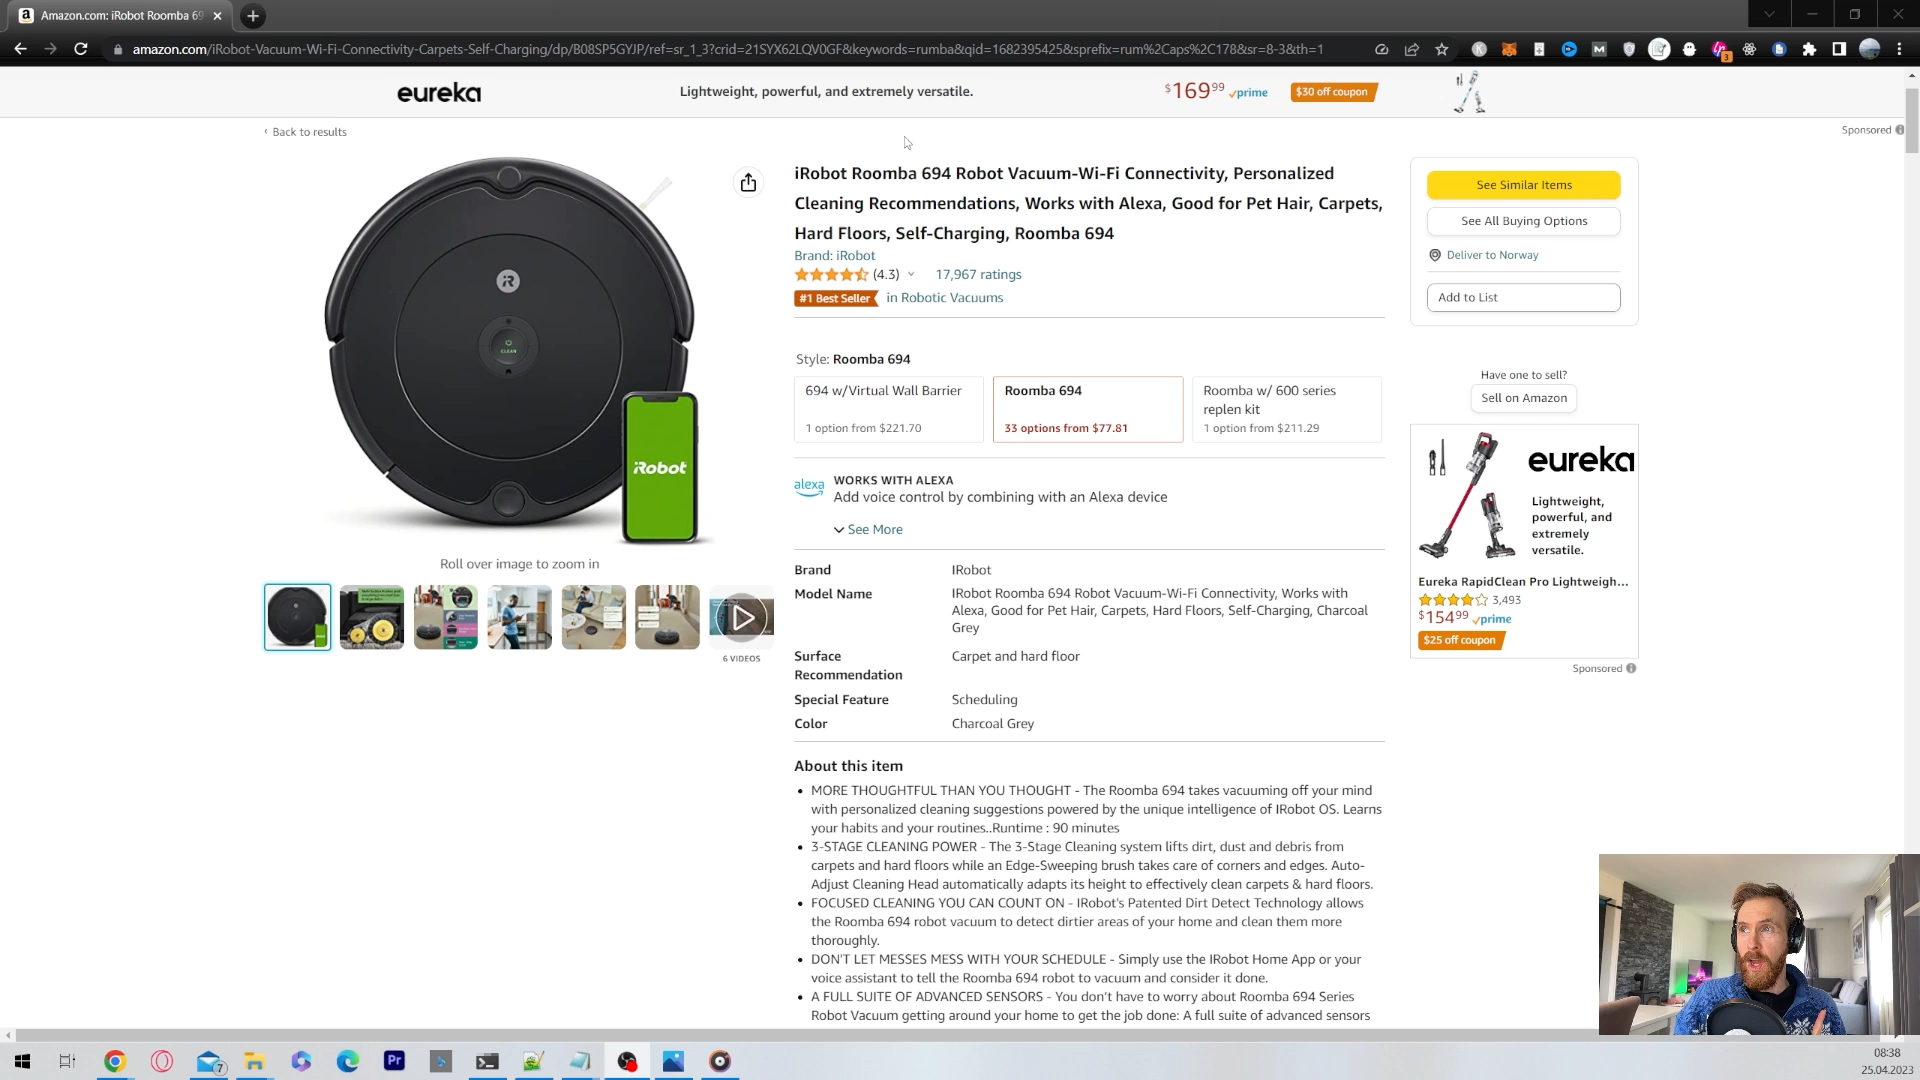 Amazon.com: iRobot Roomba 69
amazon.com/iRobot-Vacuum-Wi-Fi-Connectivity-Carpets-Self-Charging/dp/B08SP5GYJP/ref=sr_1_3?crid=21SYX62LQV0GF&keywords=rumba&qid=1682395425&sprefix=rum%2Caps%2C178&sr=8-3&th=1
3
eureka
Lightweight, powerful, and extremely versatile.
$169 99 prime
$30 off coupon
‹ Back to results
Sponsored
iRobot Roomba 694 Robot Vacuum-Wi-Fi Connectivity, Personalized
Cleaning Recommendations, Works with Alexa, Good for Pet Hair, Carpets,
Hard Floors, Self-Charging, Roomba 694
Brand: iRobot
(4.3) 17,967 ratings
#1 Best Seller in Robotic Vacuums
Style: Roomba 694
694 w/Virtual Wall Barrier
1 option from $221.70
Roomba 694
33 options from $77.81
Roomba w/ 600 series
replen kit
1 option from $211.29
alexa
WORKS WITH ALEXA
Add voice control by combining with an Alexa device
See More
Brand IRobot
Model Name IRobot Roomba 694 Robot Vacuum-Wi-Fi Connectivity, Works with
Alexa, Good for Pet Hair, Carpets, Hard Floors, Self-Charging, Charcoal
Grey
Surface
Recommendation
Carpet and hard floor
Special Feature Scheduling
Color Charcoal Grey
About this item
• MORE THOUGHTFUL THAN YOU THOUGHT - The Roomba 694 takes vacuuming off your mind
with personalized cleaning suggestions powered by the unique intelligence of IRobot OS. Learns
your habits and your routines..Runtime : 90 minutes
• 3-STAGE CLEANING POWER - The 3-Stage Cleaning system lifts dirt, dust and debris from
carpets and hard floors while an Edge-Sweeping brush takes care of corners and edges. Auto-
Adjust Cleaning Head automatically adapts its height to effectively clean carpets & hard floors.
• FOCUSED CLEANING YOU CAN COUNT ON - IRobot's Patented Dirt Detect Technology allows
the Roomba 694 robot vacuum to detect dirtier areas of your home and clean them more
thoroughly.
• DON'T LET MESSES MESS WITH YOUR SCHEDULE - Simply use the IRobot Home App or your
voice assistant to tell the Roomba 694 robot to vacuum and consider it done.
• A FULL SUITE OF ADVANCED SENSORS - You don't have to worry about Roomba 694 Series
Robot Vacuum getting around your home to get the job done: A full suite of advanced sensors
iR
CLEAN
iRobot
Roll over image to zoom in
6 VIDEOS
See Similar Items
See All Buying Options
Deliver to Norway
Add to List
Have one to sell?
Sell on Amazon
eureka
Lightweight,
powerful, and
extremely
versatile.
Eureka RapidClean Pro Lightweigh...
3,493
$154 99 prime
$25 off coupon
Sponsored
7
Pr
08:38
25.04.2023